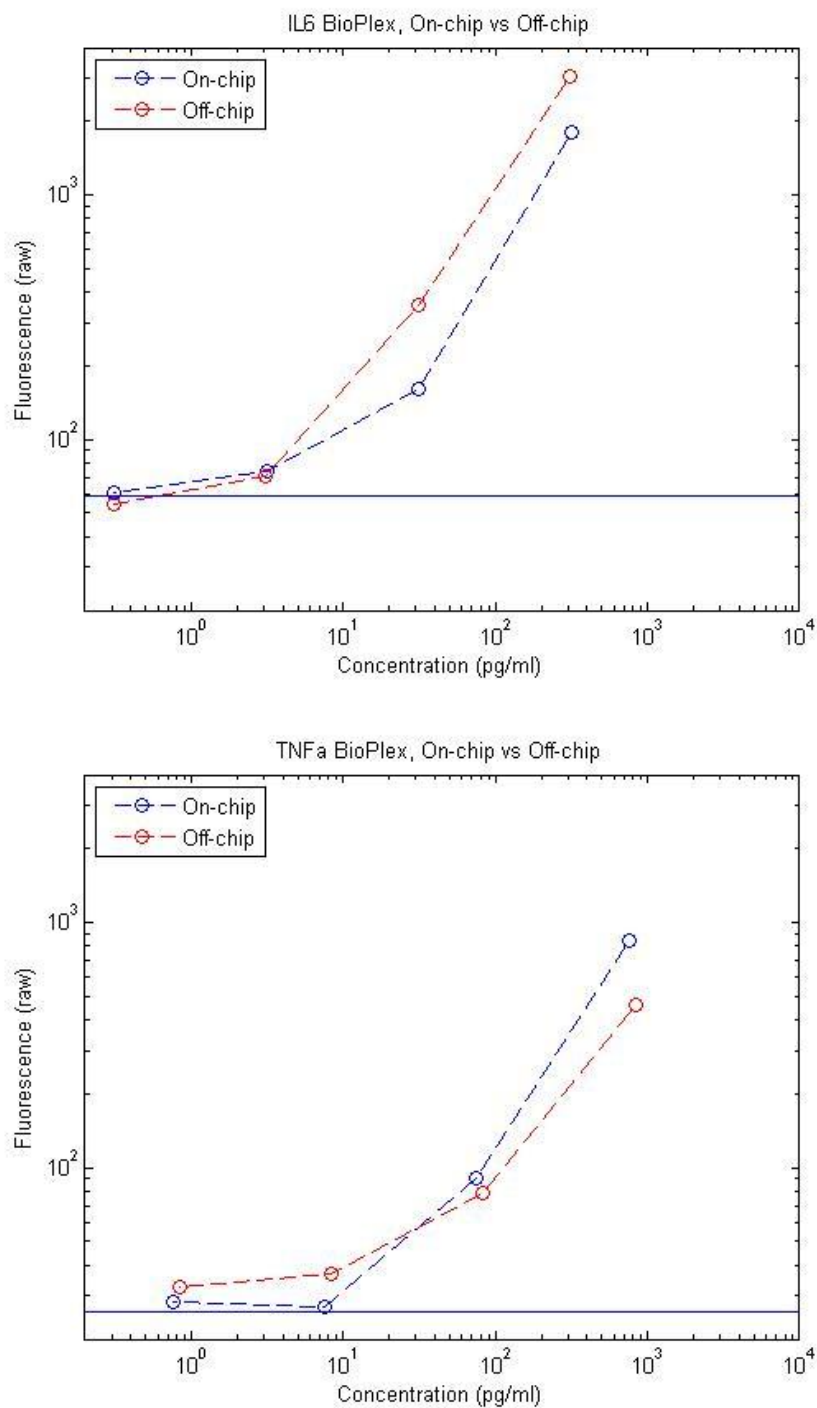 IL6 BioPlex, On-chip vs Off-chip
On-chip
Off-chip
10^3
10^2
Fluorescence (raw)
10^0 10^1 10^2 10^3 10^4
Concentration (pg/ml)
TNFa BioPlex, On-chip vs Off-chip
On-chip
Off-chip
10^3
10^2
Fluorescence (raw)
10^0 10^1 10^2 10^3 10^4
Concentration (pg/ml)